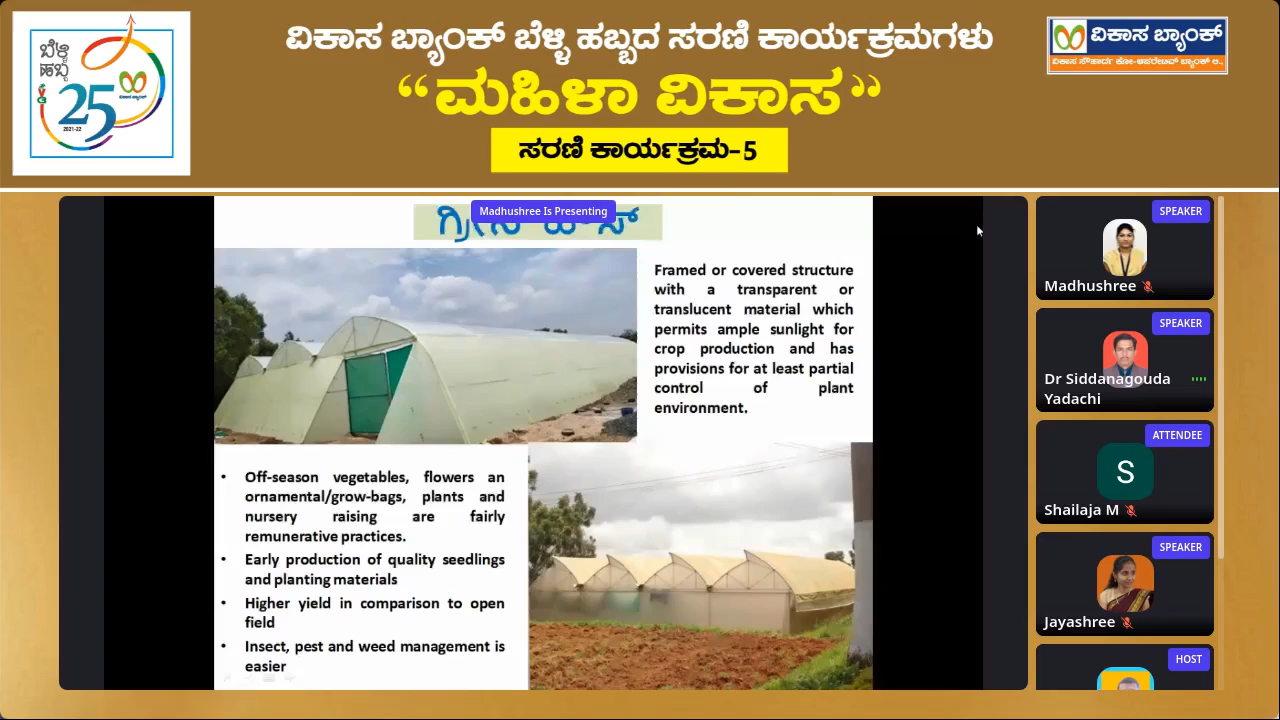 ವಿಕಾಸ ಬ್ಯಾಂಕ್ ಬೆಳ್ಳಿ ಹಬ್ಬದ ಸರಣಿ ಕಾರ್ಯಕ್ರಮಗಳು
“ಮಹಿಳಾ ವಿಕಾಸ”
ಸರಣಿ ಕಾರ್ಯಕ್ರಮ-5
ಬೆಳ್ಳಿ
ಹಬ್ಬ
25
2021-22
ವಿಕಾಸ ಬ್ಯಾಂಕ್
ವಿಕಾಸ ಸೌಹಾರ್ದ ಕೋ-ಆಪರೇಟಿವ್ ಬ್ಯಾಂಕ್ ಲಿ.,
Madhushree Is Presenting
Framed or covered structure
with a transparent or
translucent material which
permits ample sunlight for
crop production and has
provisions for at least partial
control of plant
environment.
• Off-season vegetables, flowers an
ornamental/grow-bags, plants and
nursery raising are fairly
remunerative practices.
• Early production of quality seedlings
and planting materials
• Higher yield in comparison to open
field
• Insect, pest and weed management is
easier
SPEAKER
Madhushree
SPEAKER
Dr Siddanagouda
Yadachi
ATTENDEE
S
Shailaja M
SPEAKER
Jayashree
HOST